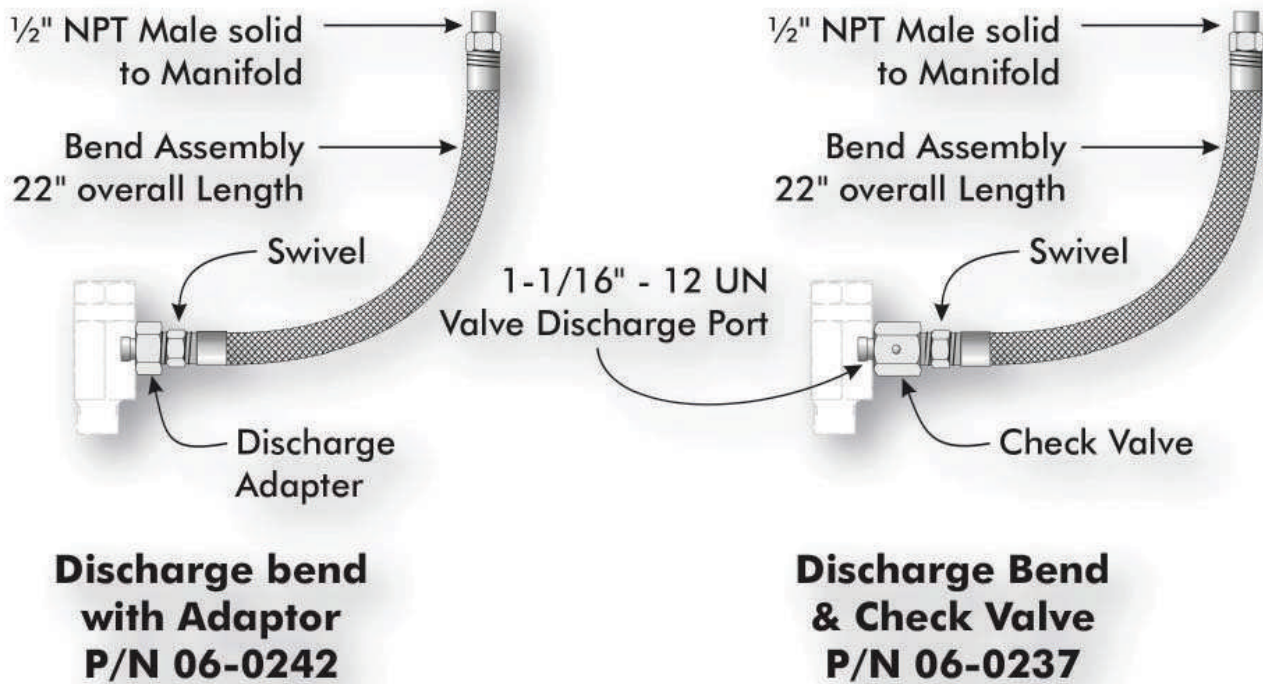 ½" NPT Male solid
to Manifold
Bend Assembly
22" overall Length
Swivel
Discharge
Adapter
Discharge bend
with Adaptor
P/N 06-0242
½" NPT Male solid
to Manifold
Bend Assembly
22" overall Length
Swivel
1-1/16" - 12 UN
Valve Discharge Port
Check Valve
Discharge Bend
& Check Valve
P/N 06-0237